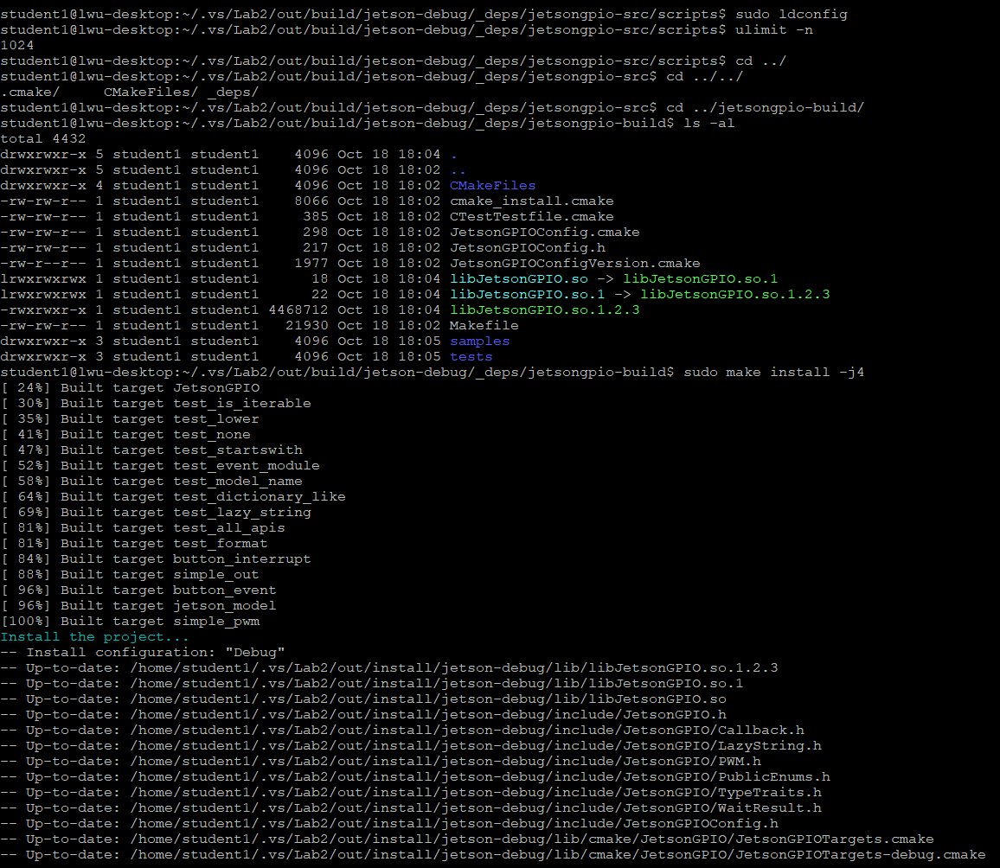 student1@lwu-desktop:~/.vs/Lab2/out/build/jetson-debug/_deps/jetsongpio-src/scripts$ sudo ldconfig
student1@lwu-desktop:~/.vs/Lab2/out/build/jetson-debug/_deps/jetsongpio-src/scripts$ ulimit -n
1024
student1@lwu-desktop:~/.vs/Lab2/out/build/jetson-debug/_deps/jetsongpio-src/scripts$ cd ../
student1@lwu-desktop:~/.vs/Lab2/out/build/jetson-debug/_deps/jetsongpio-src$ cd ../../
.cmake/     CMakeFiles/ _deps/
student1@lwu-desktop:~/.vs/Lab2/out/build/jetson-debug/_deps/jetsongpio-src$ cd ../jetsongpio-build/
student1@lwu-desktop:~/.vs/Lab2/out/build/jetson-debug/_deps/jetsongpio-build$ ls -al
total 4432
drwxrwxr-x 5 student1 student1    4096 Oct 18 18:04 .
drwxrwxr-x 5 student1 student1    4096 Oct 18 18:02 ..
drwxrwxr-x 4 student1 student1    4096 Oct 18 18:02 CMakeFiles
-rw-rw-r-- 1 student1 student1    8066 Oct 18 18:02 cmake_install.cmake
-rw-rw-r-- 1 student1 student1     385 Oct 18 18:02 CTestTestfile.cmake
-rw-rw-r-- 1 student1 student1     298 Oct 18 18:02 JetsonGPIOConfig.cmake
-rw-rw-r-- 1 student1 student1     217 Oct 18 18:02 JetsonGPIOConfig.h
-rw-r--r-- 1 student1 student1    1977 Oct 18 18:02 JetsonGPIOConfigVersion.cmake
lrwxrwxrwx 1 student1 student1      18 Oct 18 18:04 libJetsonGPIO.so -> libJetsonGPIO.so.1
lrwxrwxrwx 1 student1 student1      22 Oct 18 18:04 libJetsonGPIO.so.1 -> libJetsonGPIO.so.1.2.3
-rwxrwxr-x 1 student1 student1 4468712 Oct 18 18:04 libJetsonGPIO.so.1.2.3
-rw-rw-r-- 1 student1 student1   21930 Oct 18 18:02 Makefile
drwxrwxr-x 3 student1 student1    4096 Oct 18 18:05 samples
drwxrwxr-x 3 student1 student1    4096 Oct 18 18:05 tests
student1@lwu-desktop:~/.vs/Lab2/out/build/jetson-debug/_deps/jetsongpio-build$ sudo make install -j4
[ 24%] Built target JetsonGPIO
[ 30%] Built target test_is_iterable
[ 35%] Built target test_lower
[ 41%] Built target test_none
[ 47%] Built target test_startswith
[ 52%] Built target test_event_module
[ 58%] Built target test_model_name
[ 64%] Built target test_dictionary_like
[ 69%] Built target test_lazy_string
[ 81%] Built target test_all_apis
[ 81%] Built target test_format
[ 84%] Built target button_interrupt
[ 88%] Built target simple_out
[ 96%] Built target button_event
[ 96%] Built target jetson_model
[100%] Built target simple_pwm
Install the project...
-- Install configuration: "Debug"
-- Up-to-date: /home/student1/.vs/Lab2/out/install/jetson-debug/lib/libJetsonGPIO.so.1.2.3
-- Up-to-date: /home/student1/.vs/Lab2/out/install/jetson-debug/lib/libJetsonGPIO.so.1
-- Up-to-date: /home/student1/.vs/Lab2/out/install/jetson-debug/lib/libJetsonGPIO.so
-- Up-to-date: /home/student1/.vs/Lab2/out/install/jetson-debug/include/JetsonGPIO.h
-- Up-to-date: /home/student1/.vs/Lab2/out/install/jetson-debug/include/JetsonGPIO/Callback.h
-- Up-to-date: /home/student1/.vs/Lab2/out/install/jetson-debug/include/JetsonGPIO/LazyString.h
-- Up-to-date: /home/student1/.vs/Lab2/out/install/jetson-debug/include/JetsonGPIO/PWM.h
-- Up-to-date: /home/student1/.vs/Lab2/out/install/jetson-debug/include/JetsonGPIO/PublicEnums.h
-- Up-to-date: /home/student1/.vs/Lab2/out/install/jetson-debug/include/JetsonGPIO/TypeTraits.h
-- Up-to-date: /home/student1/.vs/Lab2/out/install/jetson-debug/include/JetsonGPIO/WaitResult.h
-- Up-to-date: /home/student1/.vs/Lab2/out/install/jetson-debug/include/JetsonGPIOConfig.h
-- Up-to-date: /home/student1/.vs/Lab2/out/install/jetson-debug/lib/cmake/JetsonGPIO/JetsonGPIOTargets.cmake
-- Up-to-date: /home/student1/.vs/Lab2/out/install/jetson-debug/lib/cmake/JetsonGPIO/JetsonGPIOTargets-debug.cmake